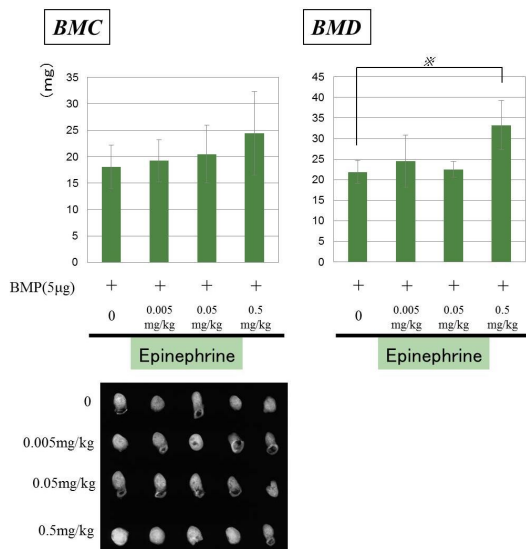 BMC
BMD
(mg)
35
30
25
20
15
10
5
0
※
45
40
35
30
25
20
15
10
5
0
BMP(5μg) + + + +
0 0.005 mg/kg 0.05 mg/kg 0.5 mg/kg
Epinephrine
+ + + +
0 0.005 mg/kg 0.05 mg/kg 0.5 mg/kg
Epinephrine
0
0.005mg/kg
0.05mg/kg
0.5mg/kg